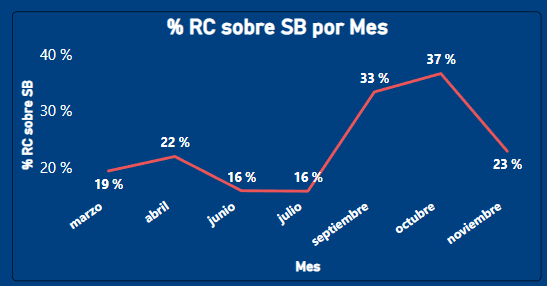 % RC sobre SB por Mes
40 %
30 %
20 %
% RC sobre SB
19 %
22 %
16 %
16 %
33 %
37 %
23 %
marzo
abril
junio
julio
septiembre
octubre
noviembre
Mes